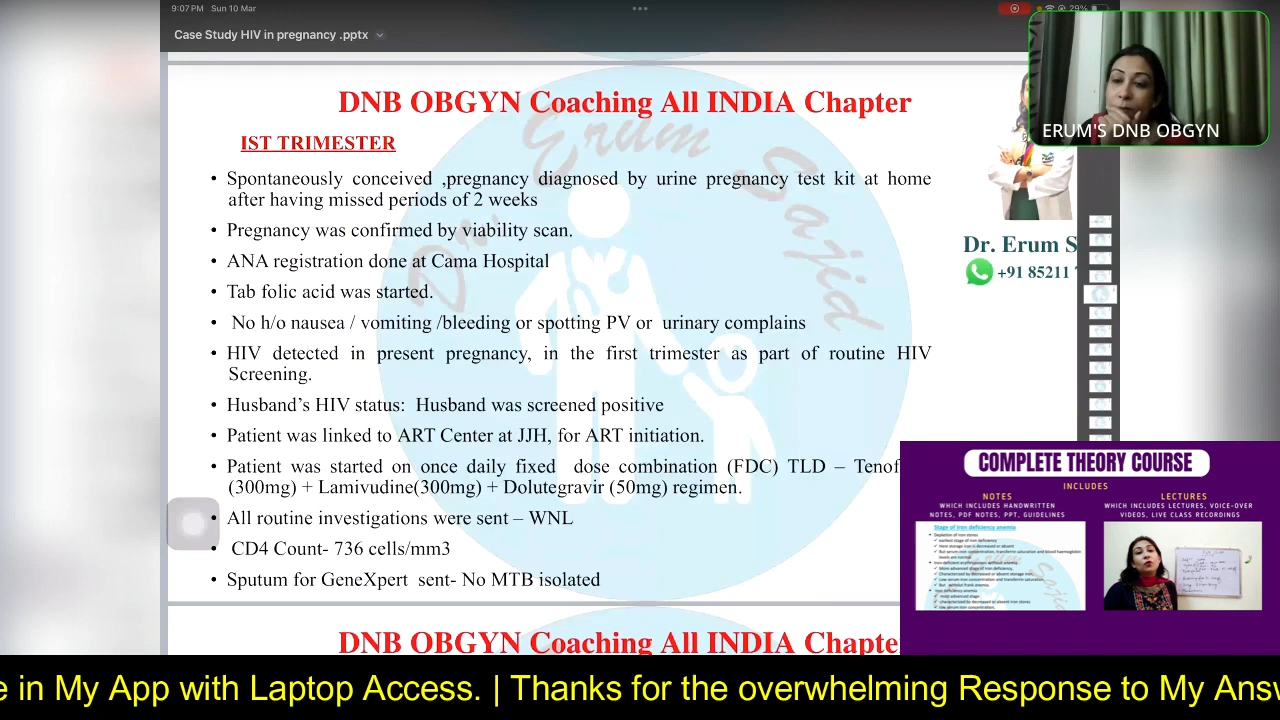 9:07 PM Sun 10 Mar
29%
Case Study HIV in pregnancy .pptx
DNB OBGYN Coaching All INDIA Chapter
IST TRIMESTER
• Spontaneously conceived ,pregnancy diagnosed by urine pregnancy test kit at home
after having missed periods of 2 weeks
• Pregnancy was confirmed by viability scan.
• ANA registration done at Cama Hospital
• Tab folic acid was started.
• No h/o nausea / vomiting /bleeding or spotting PV or urinary complains
• HIV detected in present pregnancy, in the first trimester as part of routine HIV
Screening.
• Husband's HIV status: Husband was screened positive
• Patient was linked to ART Center at JJH, for ART initiation.
• Patient was started on once daily fixed dose combination (FDC) TLD – Tenof
(300mg) + Lamivudine(300mg) + Dolutegravir (50mg) regimen.
• All routine investigations were sent – WNL
• CD4 Count- 736 cells/mm3
• Sputum for GeneXpert sent- No MTB isolated
DNB OBGYN Coaching All INDIA Chapte
Dr. Erum Sajid
ERUM'S DNB OBGYN
Dr. Erum S
+91 85211
COMPLETE THEORY COURSE
INCLUDES
NOTES
WHICH INCLUDES HANDWRITTEN
NOTES, PDF NOTES, PPT, GUIDELINES
LECTURES
WHICH INCLUDES LECTURES, VOICE-OVER
VIDEOS, LIVE CLASS RECORDINGS
Stage of Iron deficiency anemia
e in My App with Laptop Access. | Thanks for the overwhelming Response to My Answ